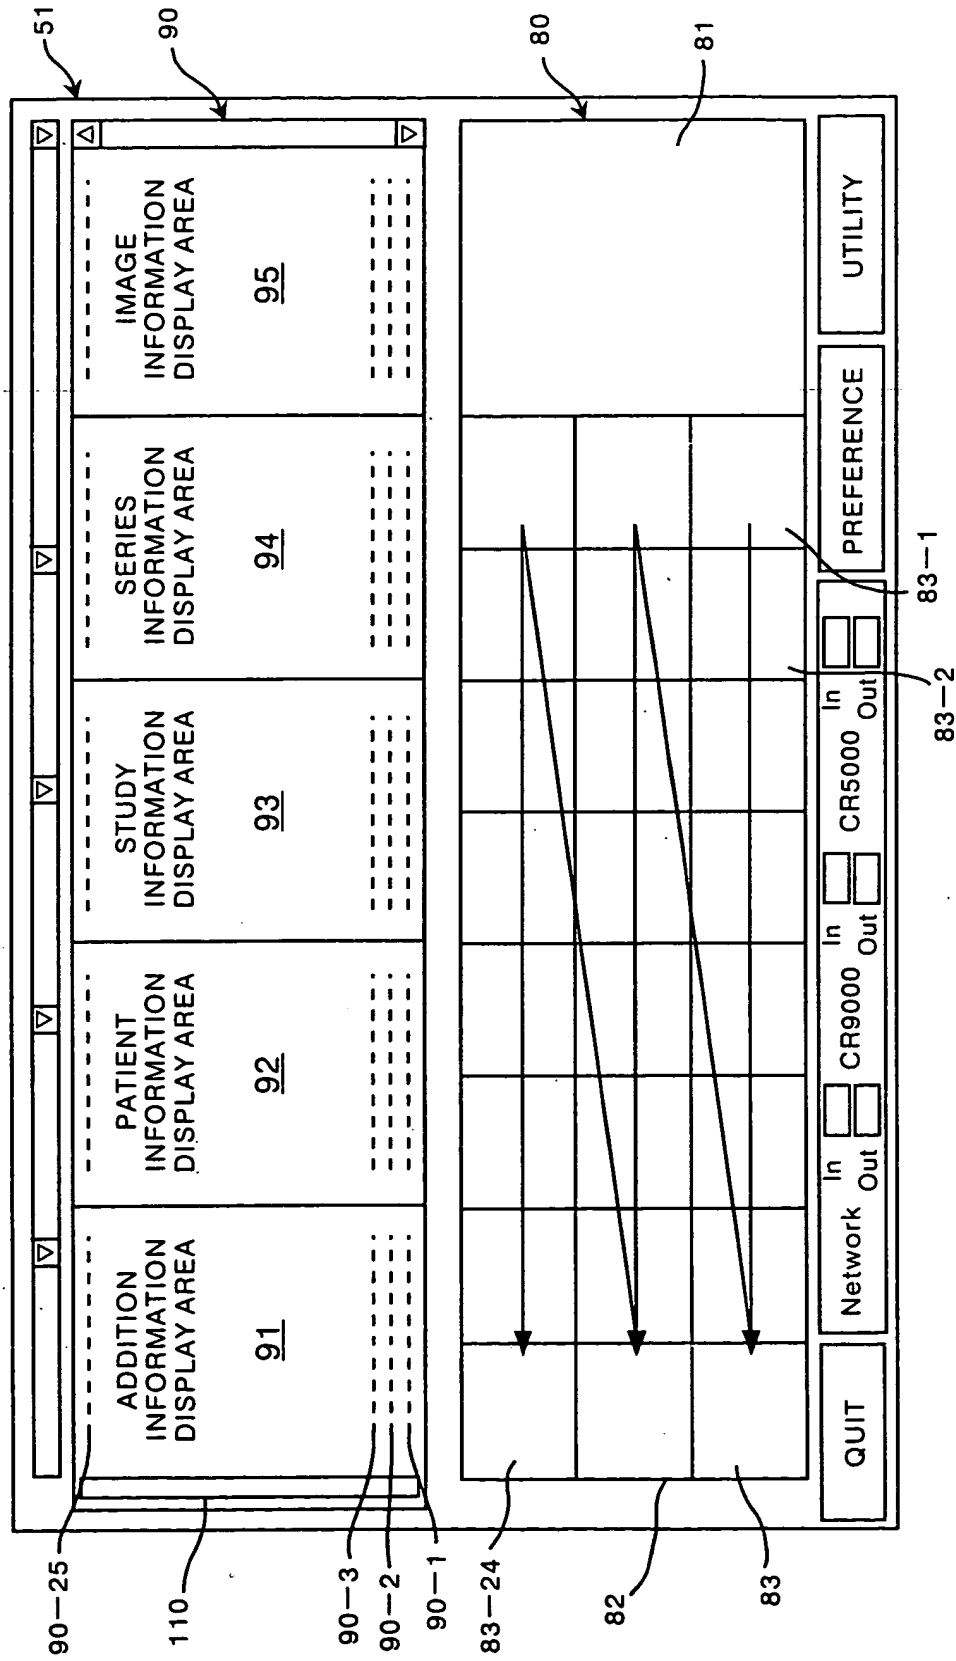 51
90
80
81
90-25
110
90-3
90-2
90-1
83-24
82
83
83-1
83-2
ADDITION
INFORMATION
DISPLAY AREA
91
PATIENT
INFORMATION
DISPLAY AREA
92
STUDY
INFORMATION
DISPLAY AREA
93
SERIES
INFORMATION
DISPLAY AREA
94
IMAGE
INFORMATION
DISPLAY AREA
95
QUIT
Network
In
Out
CR9000
In
Out
CR5000
In
Out
PREFERENCE
UTILITY